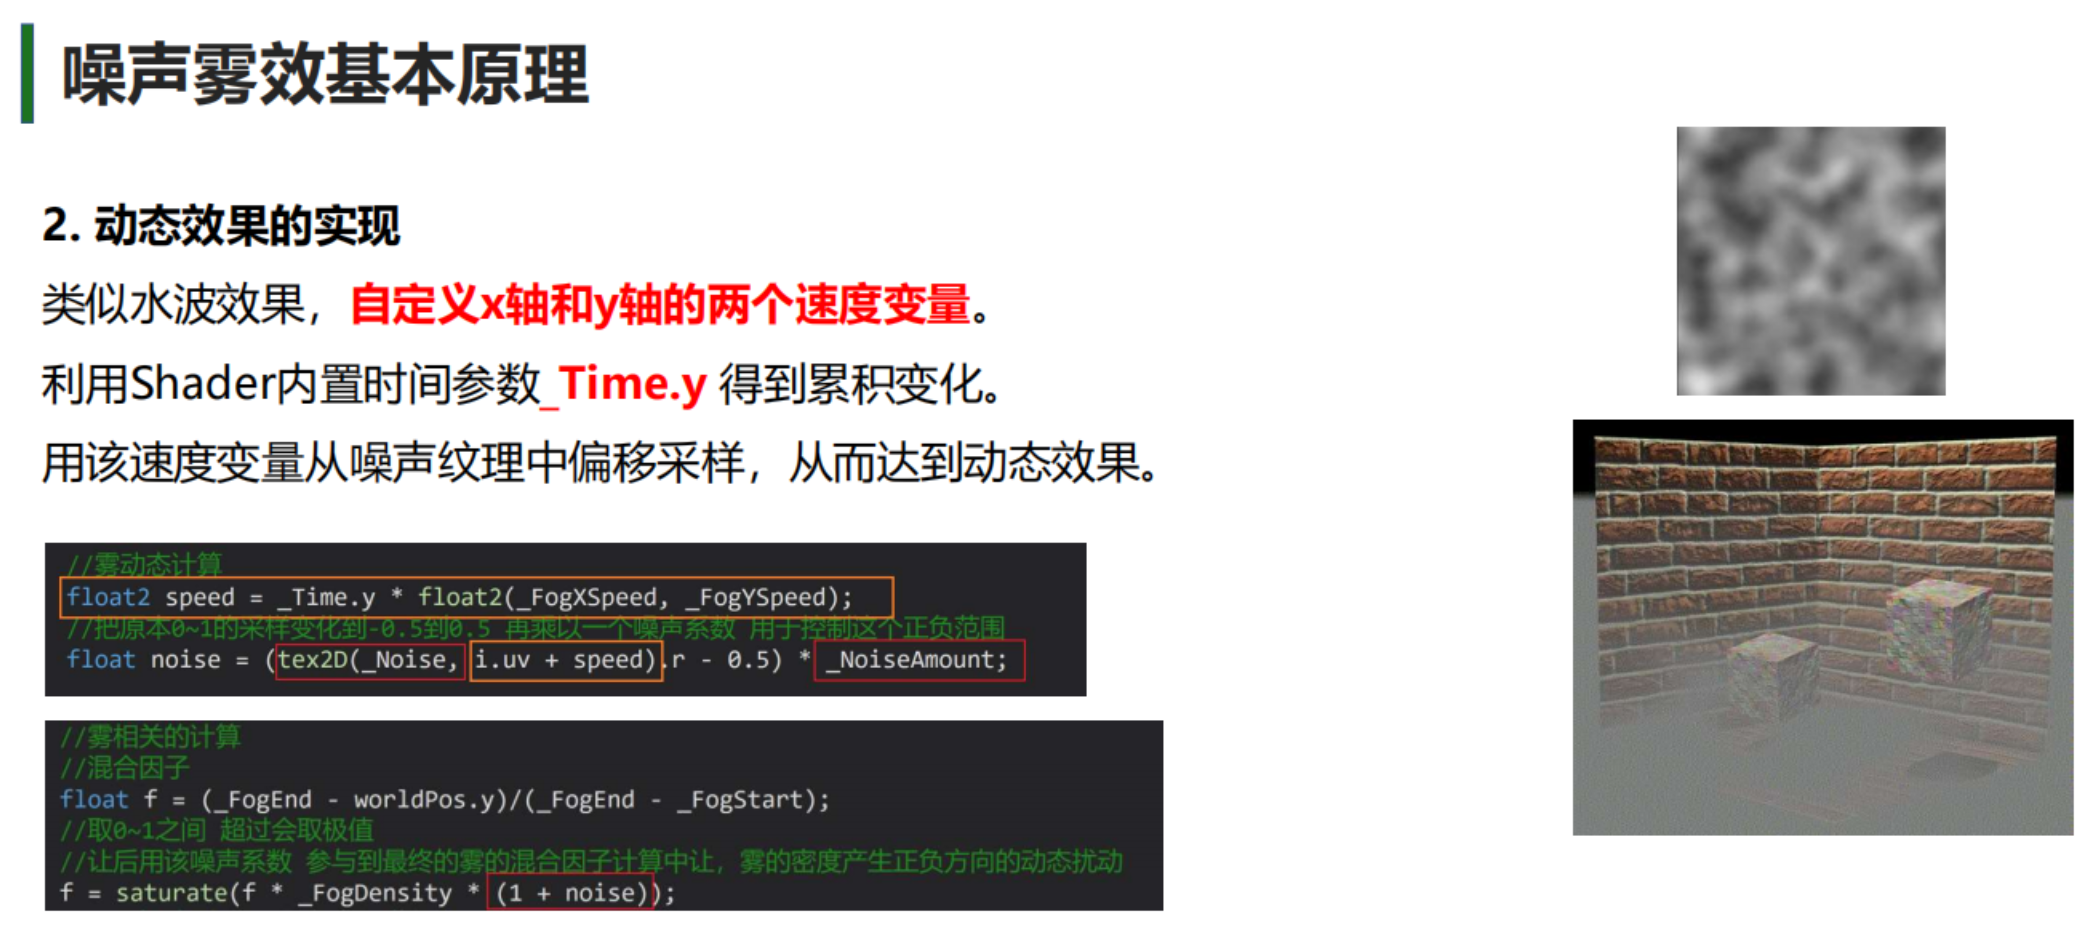 噪声雾效基本原理
2. 动态效果的实现
类似水波效果，自定义x轴和y轴的两个速度变量。
利用Shader内置时间参数_Time.y 得到累积变化。
用该速度变量从噪声纹理中偏移采样，从而达到动态效果。
//雾动态计算
float2 speed = _Time.y * float2(_FogXSpeed, _FogYSpeed);
//把原本0~1的采样变化到-0.5到0.5 再乘以一个噪声系数 用于控制这个正负范围
float noise = (tex2D(_Noise, i.uv + speed).r - 0.5) * _NoiseAmount;
//雾相关的计算
//混合因子
float f = (_FogEnd - worldPos.y)/(_FogEnd - _FogStart);
//取0~1之间 超过会取极值
//让后用该噪声系数 参与到最终的雾的混合因子计算中让，雾的密度产生正负方向的动态扰动
f = saturate(f * _FogDensity * (1 + noise));